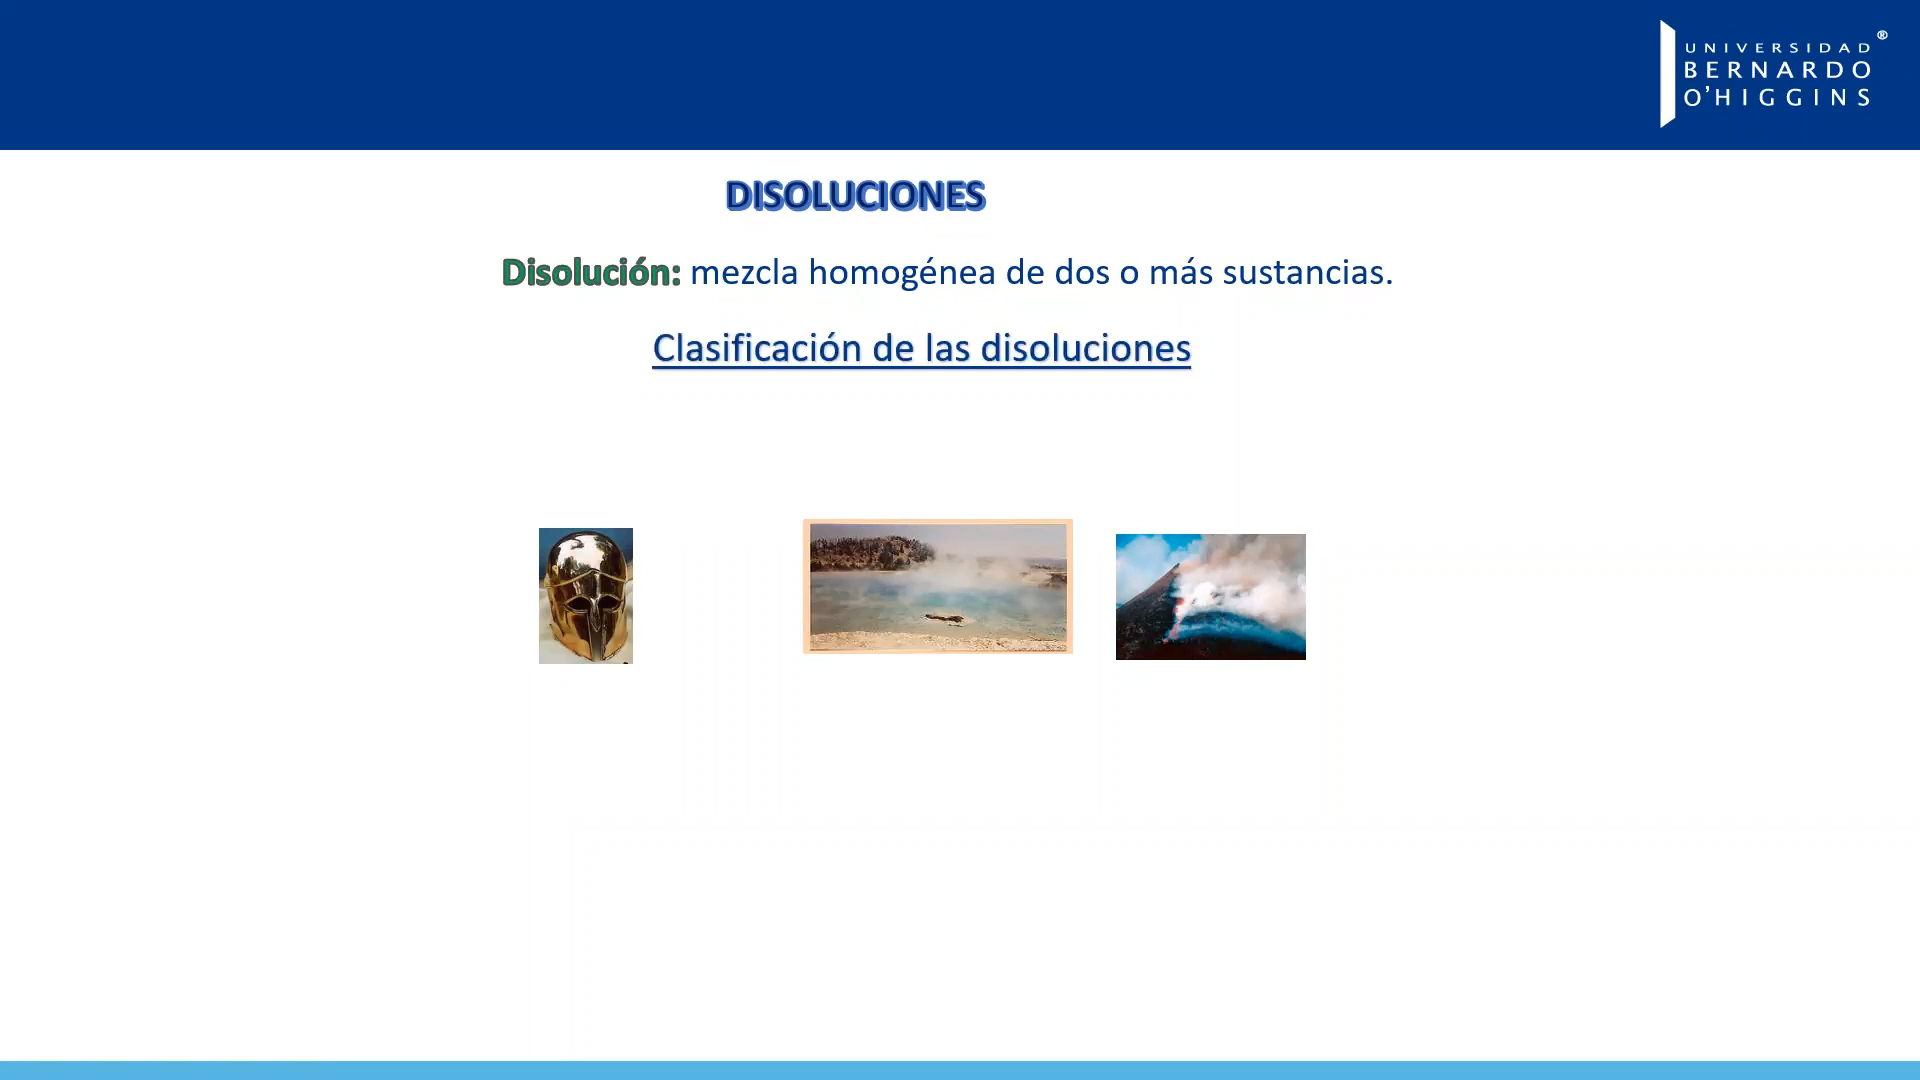 UNIVERSIDAD ®
BERNARDO
O'HIGGINS
DISOLUCIONES
Disolución: mezcla homogénea de dos o más sustancias.
Clasificación de las disoluciones